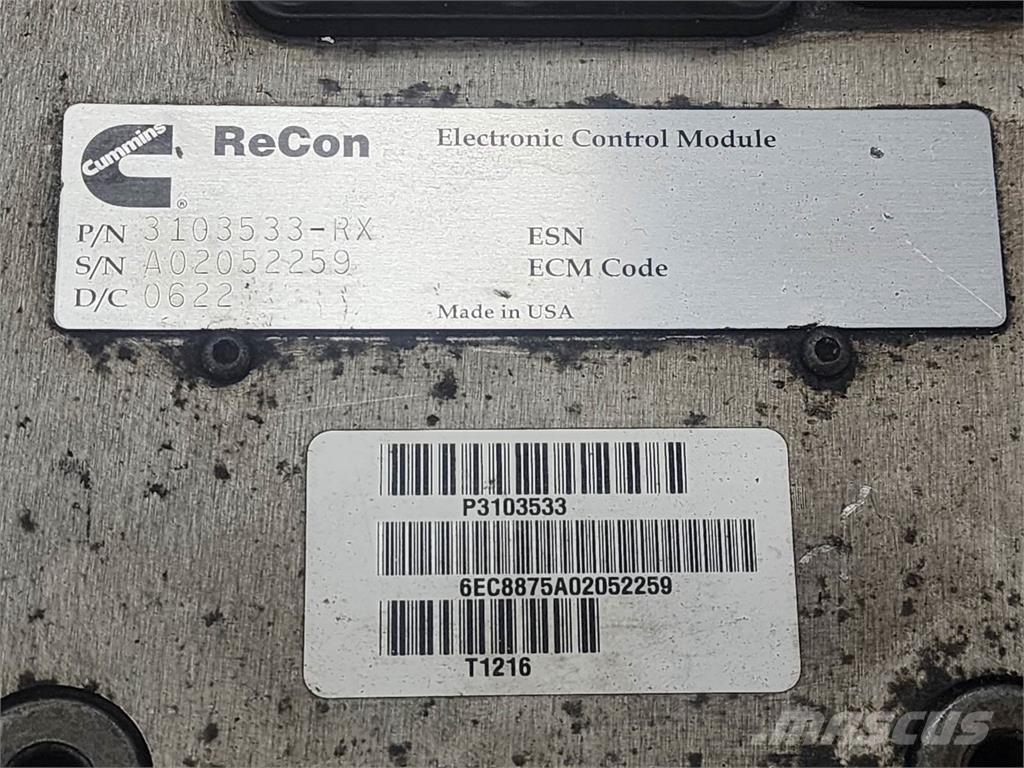 Cummins ReCon Electronic Control Module
®
P/N 3103533-RX ESN
S/N A02052259 ECM Code
D/C 0622 Made in USA
P3103533
6EC8875A02052259
T1216
MASCUS